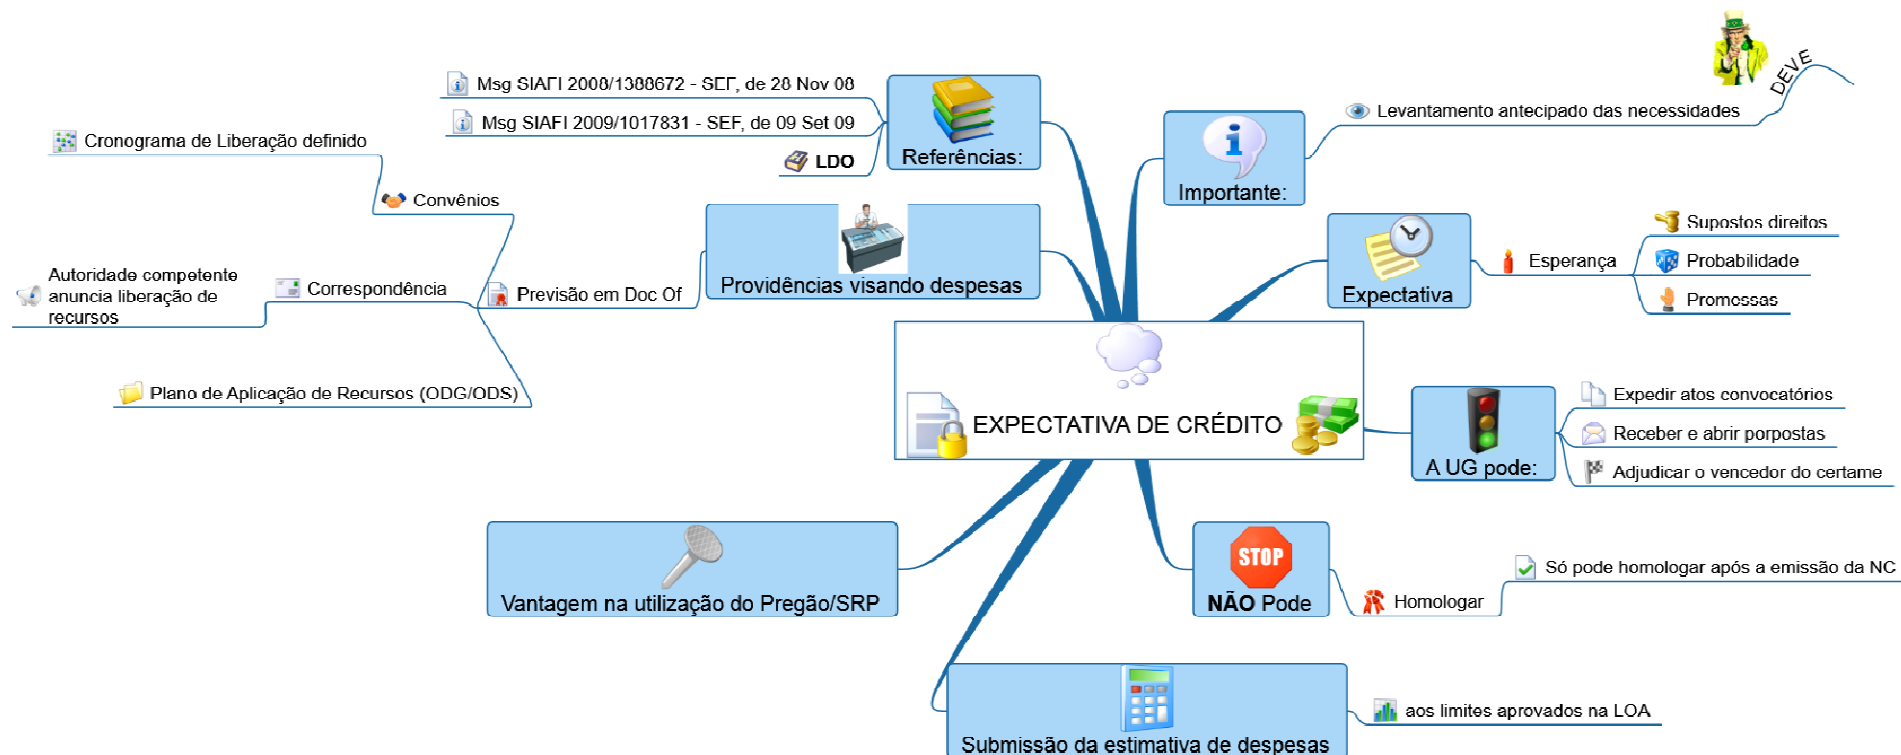 EXPECTATIVA DE CRÉDITO
Referências:
Msg SIAFI 2008/1388672 - SEF, de 28 Nov 08
Msg SIAFI 2009/1017831 - SEF, de 09 Set 09
LDO
Providências visando despesas
Previsão em Doc Of
Convênios
Cronograma de Liberação definido
Correspondência
Autoridade competente
anuncia liberação de
recursos
Plano de Aplicação de Recursos (ODG/ODS)
Importante:
Levantamento antecipado das necessidades
DEVE
Expectativa
Esperança
Supostos direitos
Probabilidade
Promessas
A UG pode:
Expedir atos convocatórios
Receber e abrir porpostas
Adjudicar o vencedor do certame
STOP
NÃO Pode
Homologar
Só pode homologar após a emissão da NC
Submissão da estimativa de despesas
aos limites aprovados na LOA
Vantagem na utilização do Pregão/SRP